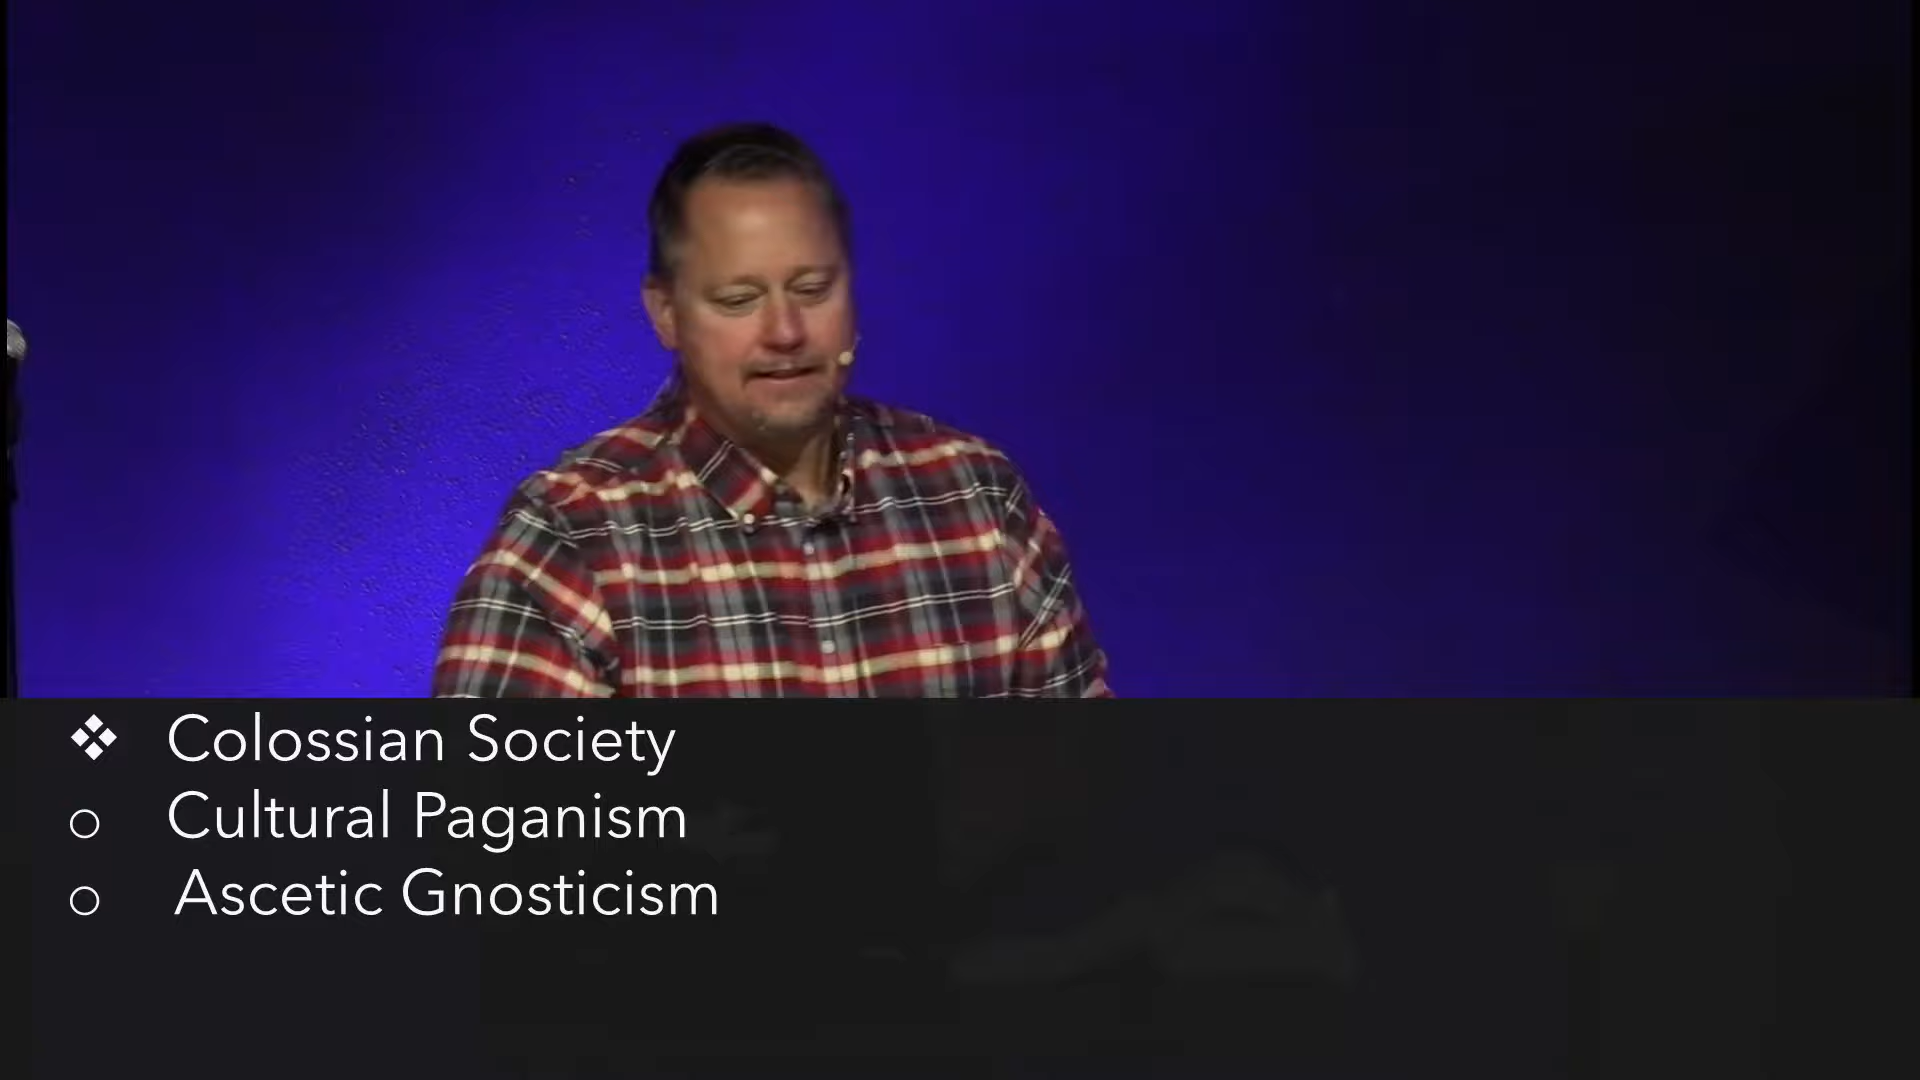 ❖ Colossian Society
o Cultural Paganism
o Ascetic Gnosticism